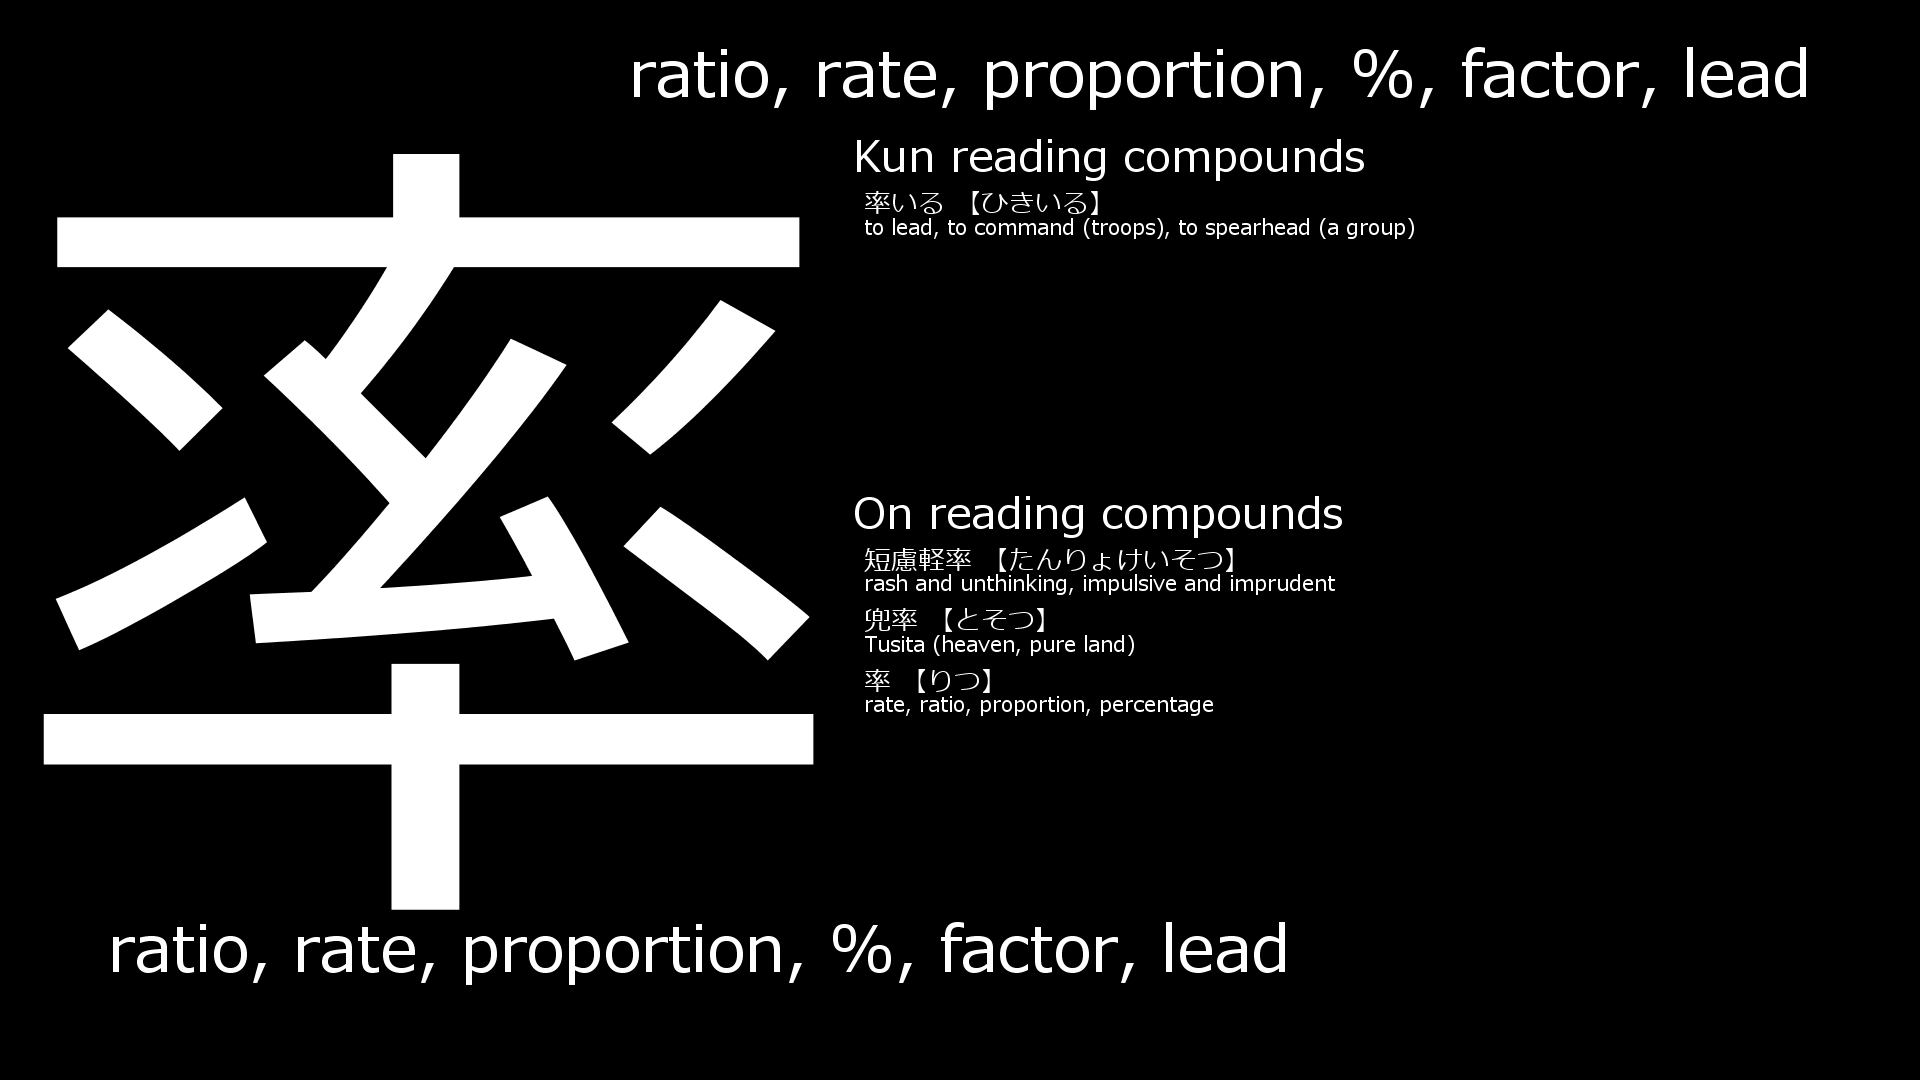 ratio, rate, proportion, %, factor, lead
率
Kun reading compounds
率いる 【ひきいる】
to lead, to command (troops), to spearhead (a group)
On reading compounds
短慮軽率 【たんりょけいそつ】
rash and unthinking, impulsive and imprudent
兜率 【とそつ】
Tusita (heaven, pure land)
率 【りつ】
rate, ratio, proportion, percentage
ratio, rate, proportion, %, factor, lead